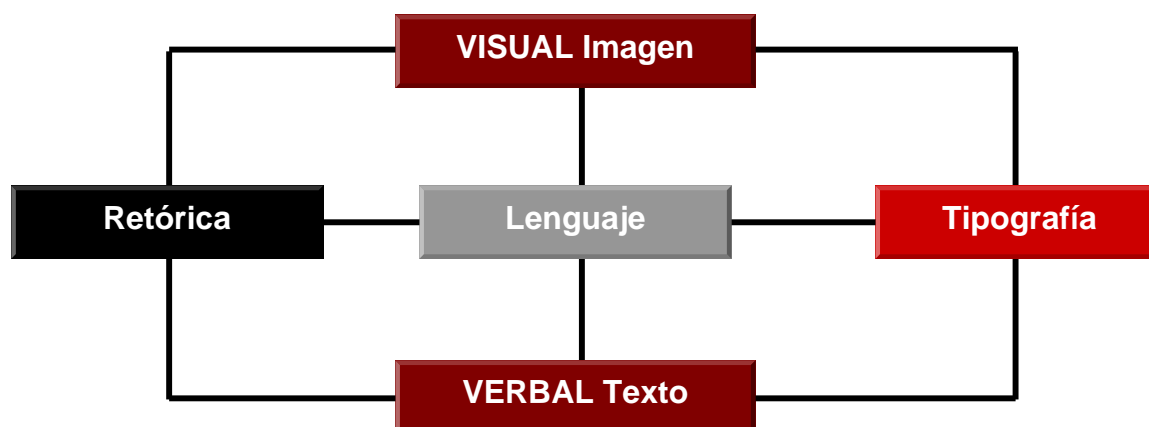 VISUAL Imagen
Retórica
Lenguaje
Tipografía
VERBAL Texto